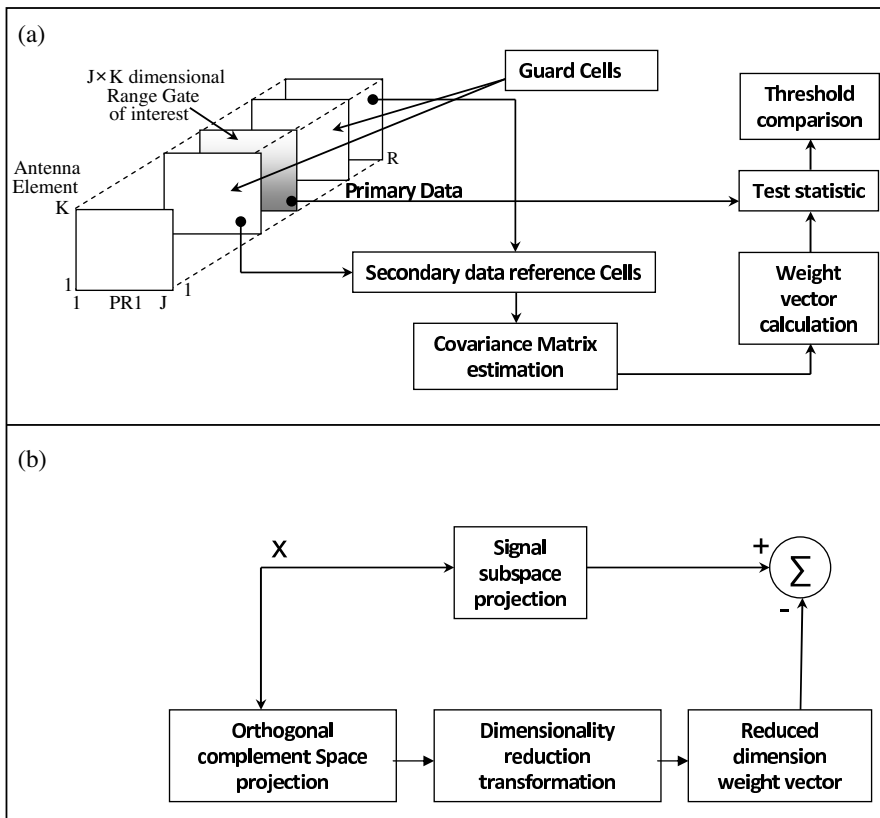 (a)
J×K dimensional
Range Gate
of interest
Guard Cells
Threshold
comparison
Antenna
Element
K
R
Primary Data
Test statistic
Secondary data reference Cells
Weight
vector
calculation
1
1
1 PR1 J
Covariance Matrix
estimation
(b)
X
Signal
subspace
projection
+
∑
-
Orthogonal
complement Space
projection
Dimensionality
reduction
transformation
Reduced
dimension
weight vector